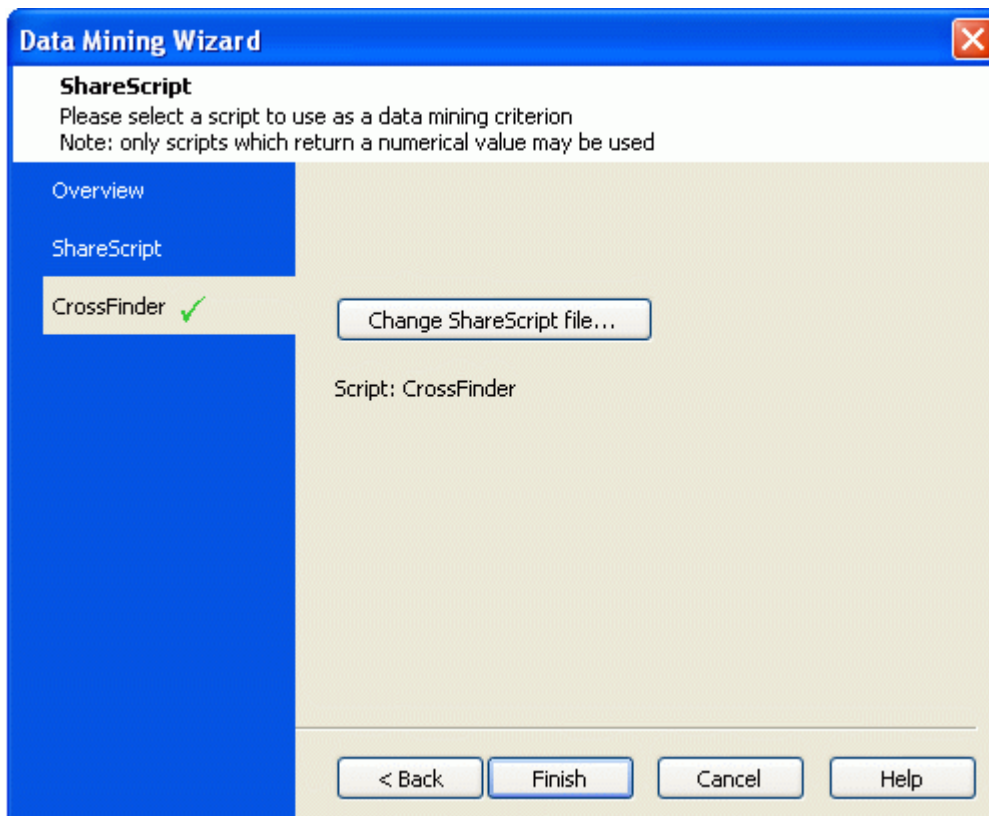 Data Mining Wizard
ShareScript
Please select a script to use as a data mining criterion
Note: only scripts which return a numerical value may be used
Overview
ShareScript
CrossFinder
Change ShareScript file...
Script: CrossFinder
< Back
Finish
Cancel
Help